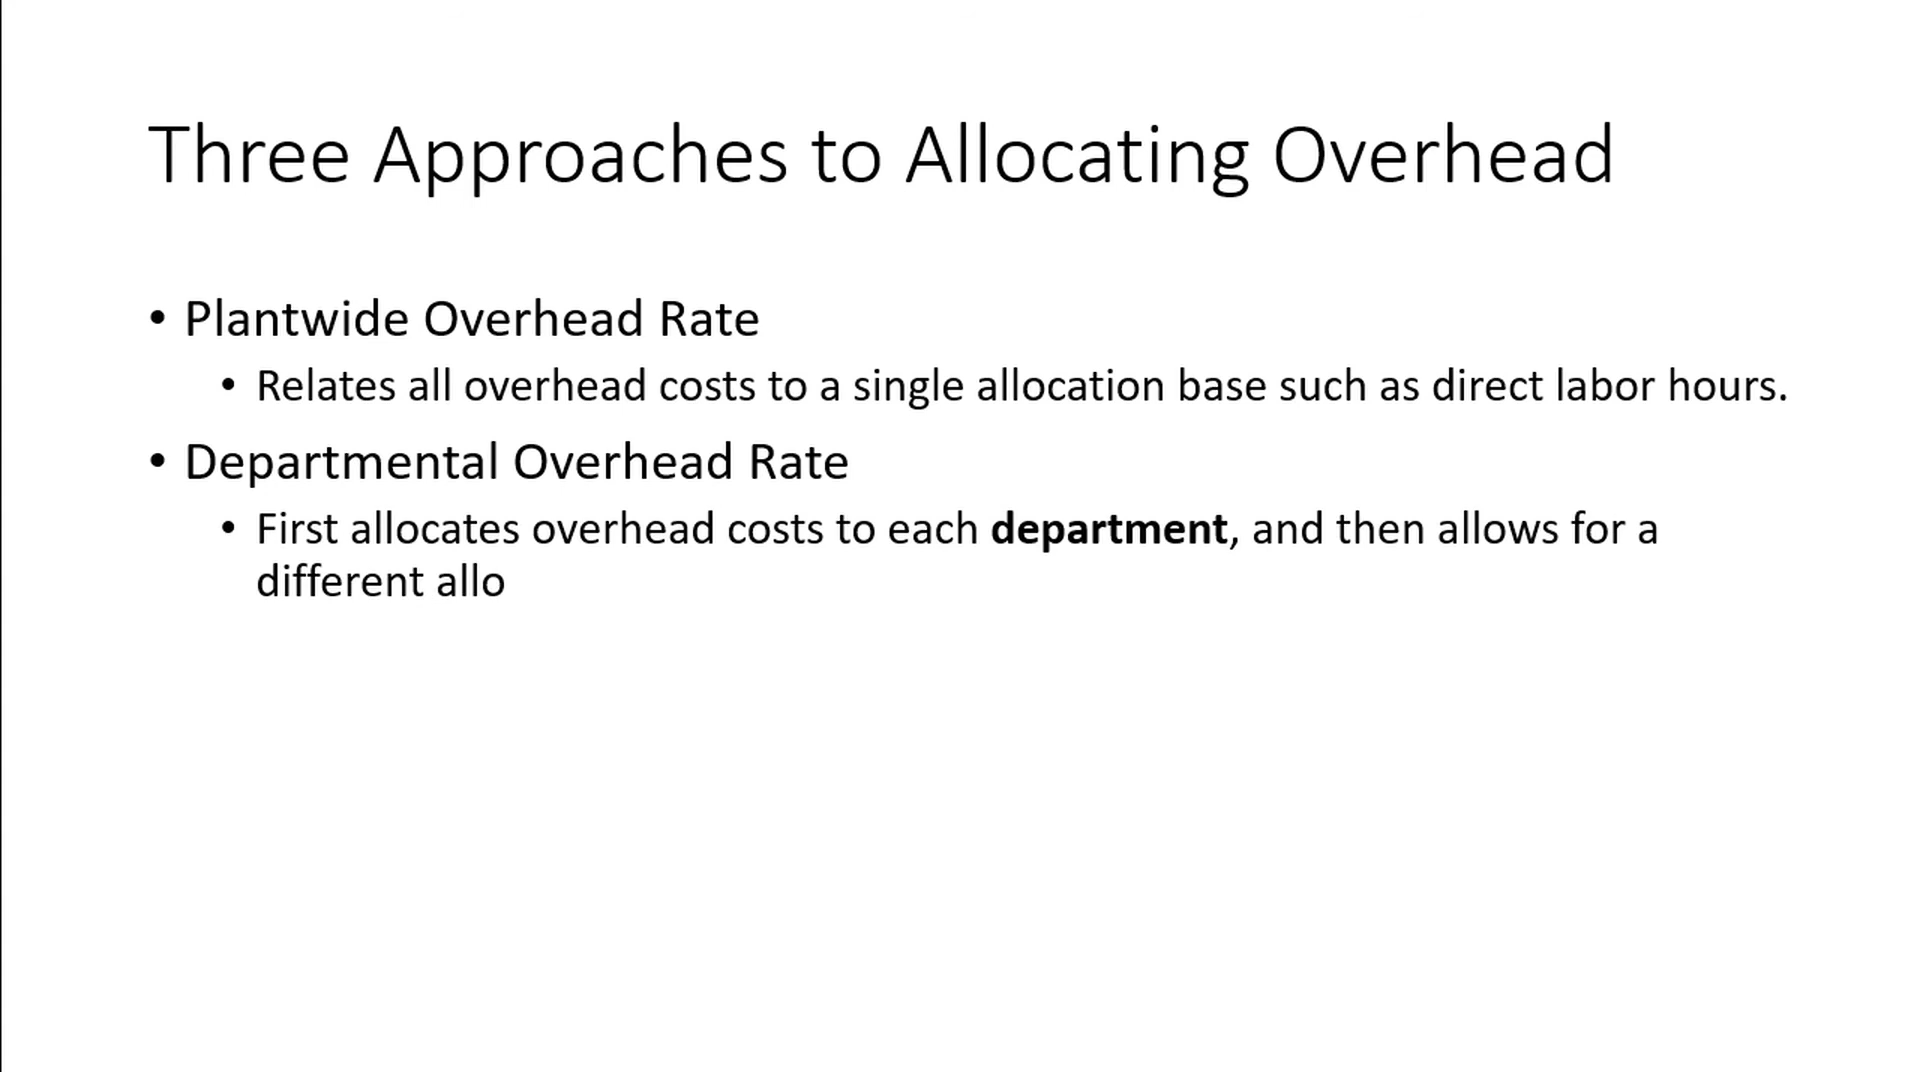 Three Approaches to Allocating Overhead
• Plantwide Overhead Rate
• Relates all overhead costs to a single allocation base such as direct labor hours.
• Departmental Overhead Rate
• First allocates overhead costs to each department, and then allows for a
different allo